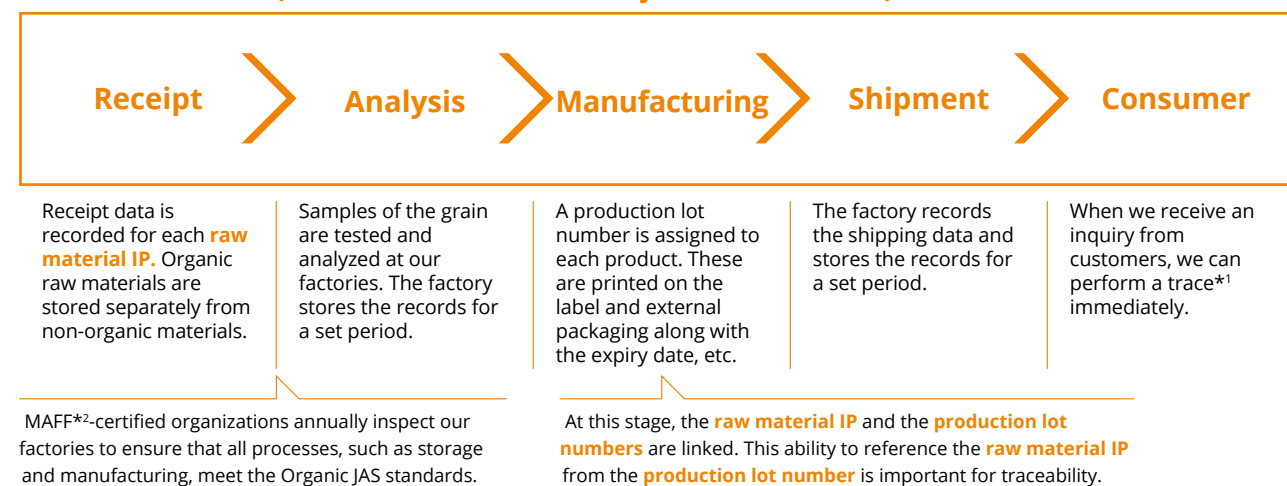 Receipt
Analysis
Manufacturing
Shipment
Consumer
Receipt data is
recorded for each raw
material IP. Organic
raw materials are
stored separately from
non-organic materials.
Samples of the grain
are tested and
analyzed at our
factories. The factory
stores the records for
a set period.
A production lot
number is assigned to
each product. These
are printed on the
label and external
packaging along with
the expiry date, etc.
The factory records
the shipping data and
stores the records for
a set period.
When we receive an
inquiry from
customers, we can
perform a trace*1
immediately.
MAFF*2-certified organizations annually inspect our
factories to ensure that all processes, such as storage
and manufacturing, meet the Organic JAS standards.
At this stage, the raw material IP and the production lot
numbers are linked. This ability to reference the raw material IP
from the production lot number is important for traceability.